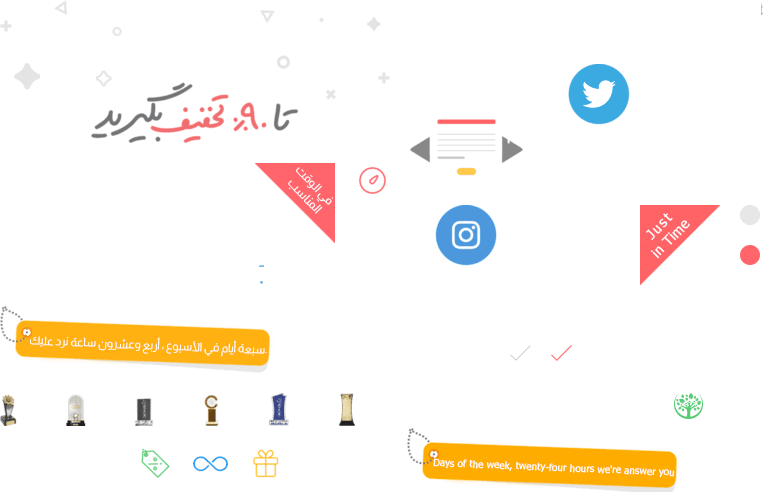 تا ۹۰٪ تخفیف بگیرید
في الوقت
المناسب
Just
in Time
سبعة أيام في الأسبوع ، أربع وعشرون ساعة نرد عليك.
Days of the week, twenty-four hours we're answer you